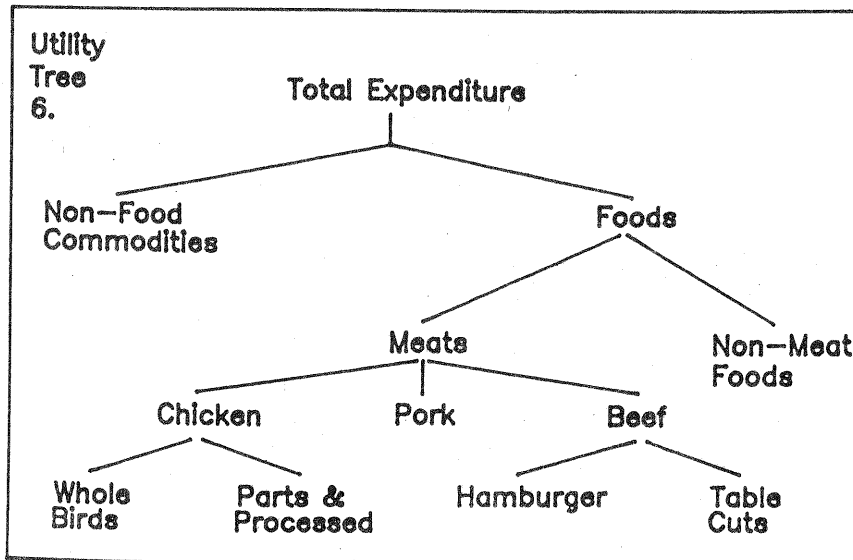 Utility
Tree
6.
Total Expenditure
Non-Food
Commodities
Foods
Meats
Non-Meat
Foods
Chicken
Pork
Beef
Whole
Birds
Parts &
Processed
Hamburger
Table
Cuts